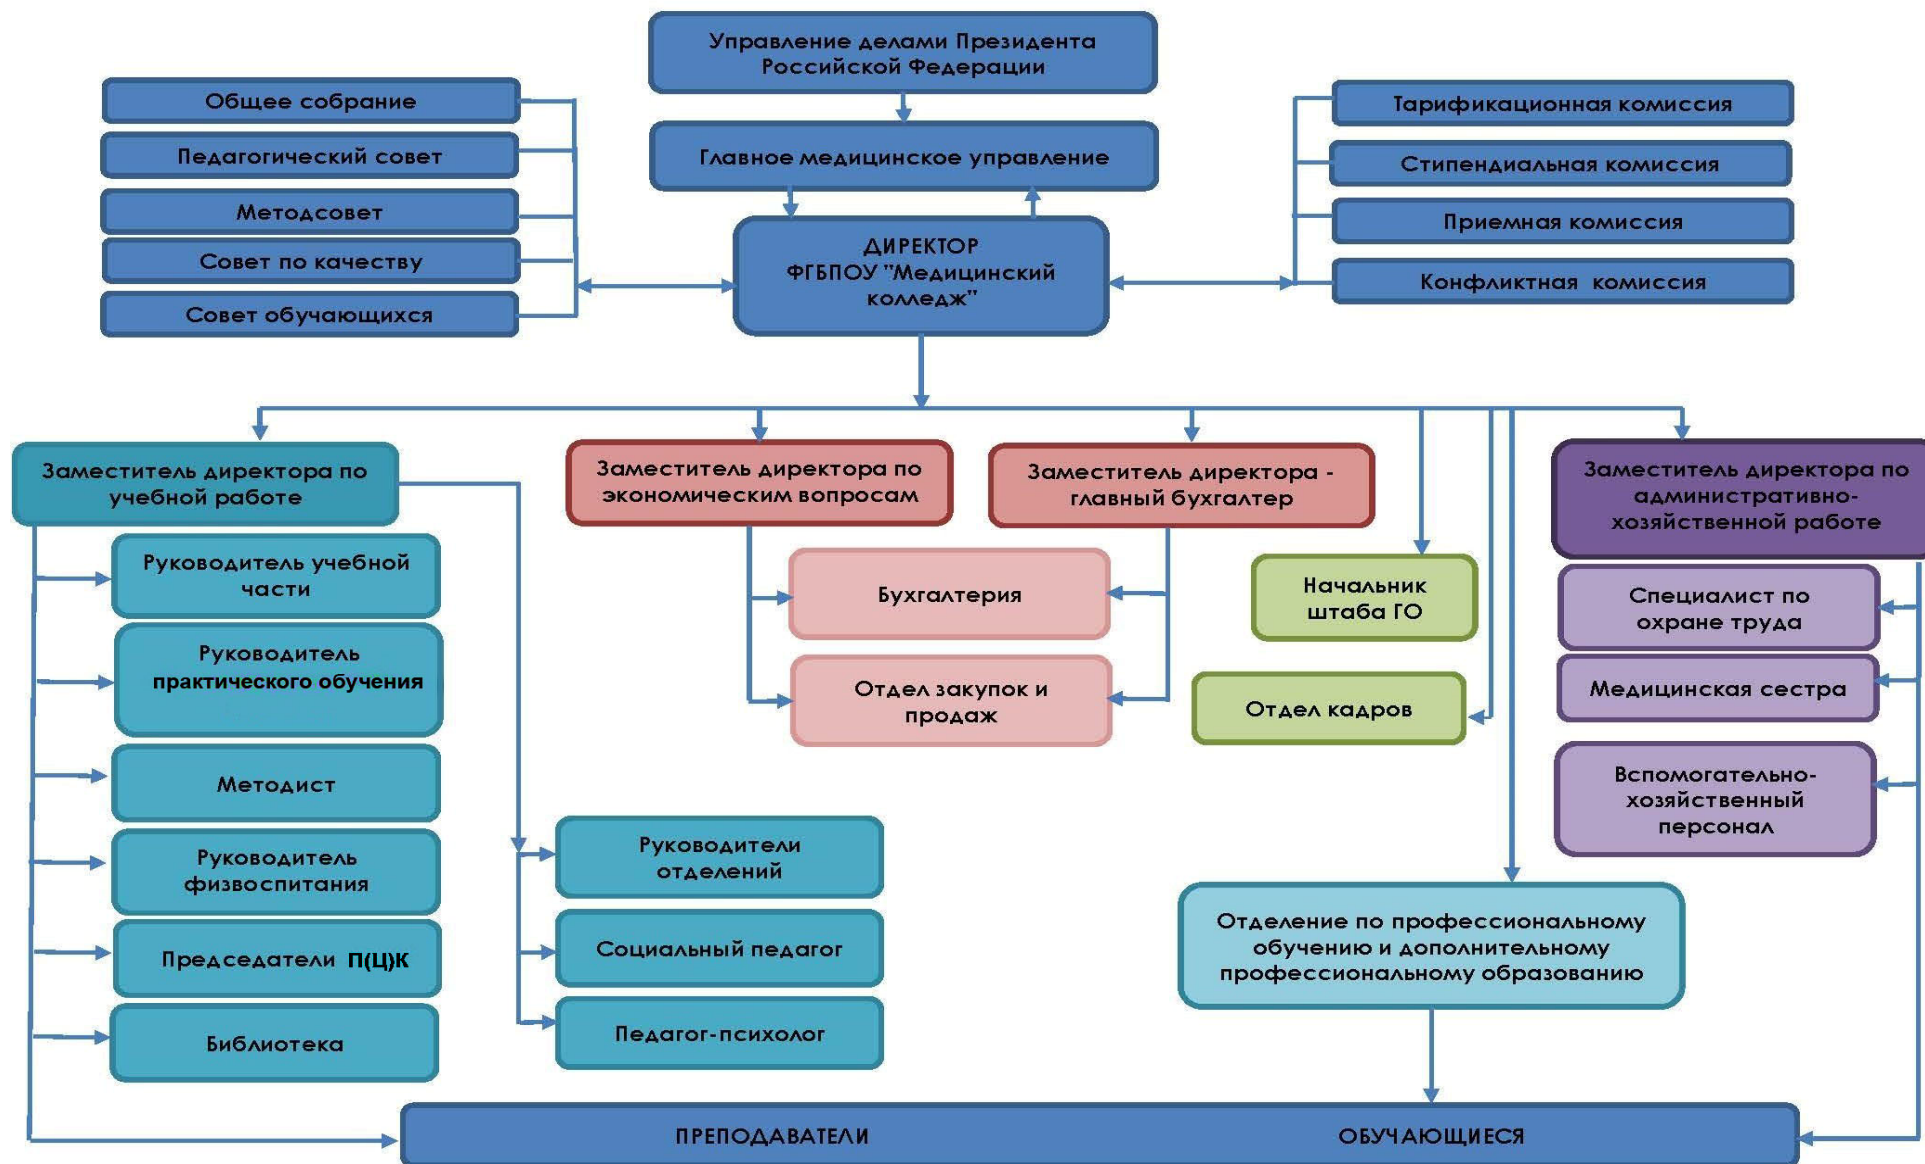 Управление делами Президента
Российской Федерации
Общее собрание
Педагогический совет
Методсовет
Совет по качеству
Совет обучающихся
Главное медицинское управление
ДИРЕКТОР
ФГБПОУ "Медицинский
колледж"
Тарификационная комиссия
Стипендиальная комиссия
Приемная комиссия
Конфликтная комиссия
Заместитель директора по
учебной работе
Заместитель директора по
экономическим вопросам
Заместитель директора -
главный бухгалтер
Заместитель директора по
административно-
хозяйственной работе
Руководитель учебной
части
Руководитель
практического обучения
Методист
Руководитель
физвоспитания
Председатели П(Ц)К
Библиотека
Руководители
отделений
Социальный педагог
Педагог-психолог
Бухгалтерия
Отдел закупок и
продаж
Начальник
штаба ГО
Отдел кадров
Специалист по
охране труда
Медицинская сестра
Вспомогательно-
хозяйственный
персонал
Отделение по профессиональному
обучению и дополнительному
профессиональному образованию
ПРЕПОДАВАТЕЛИ ОБУЧАЮЩИЕСЯ